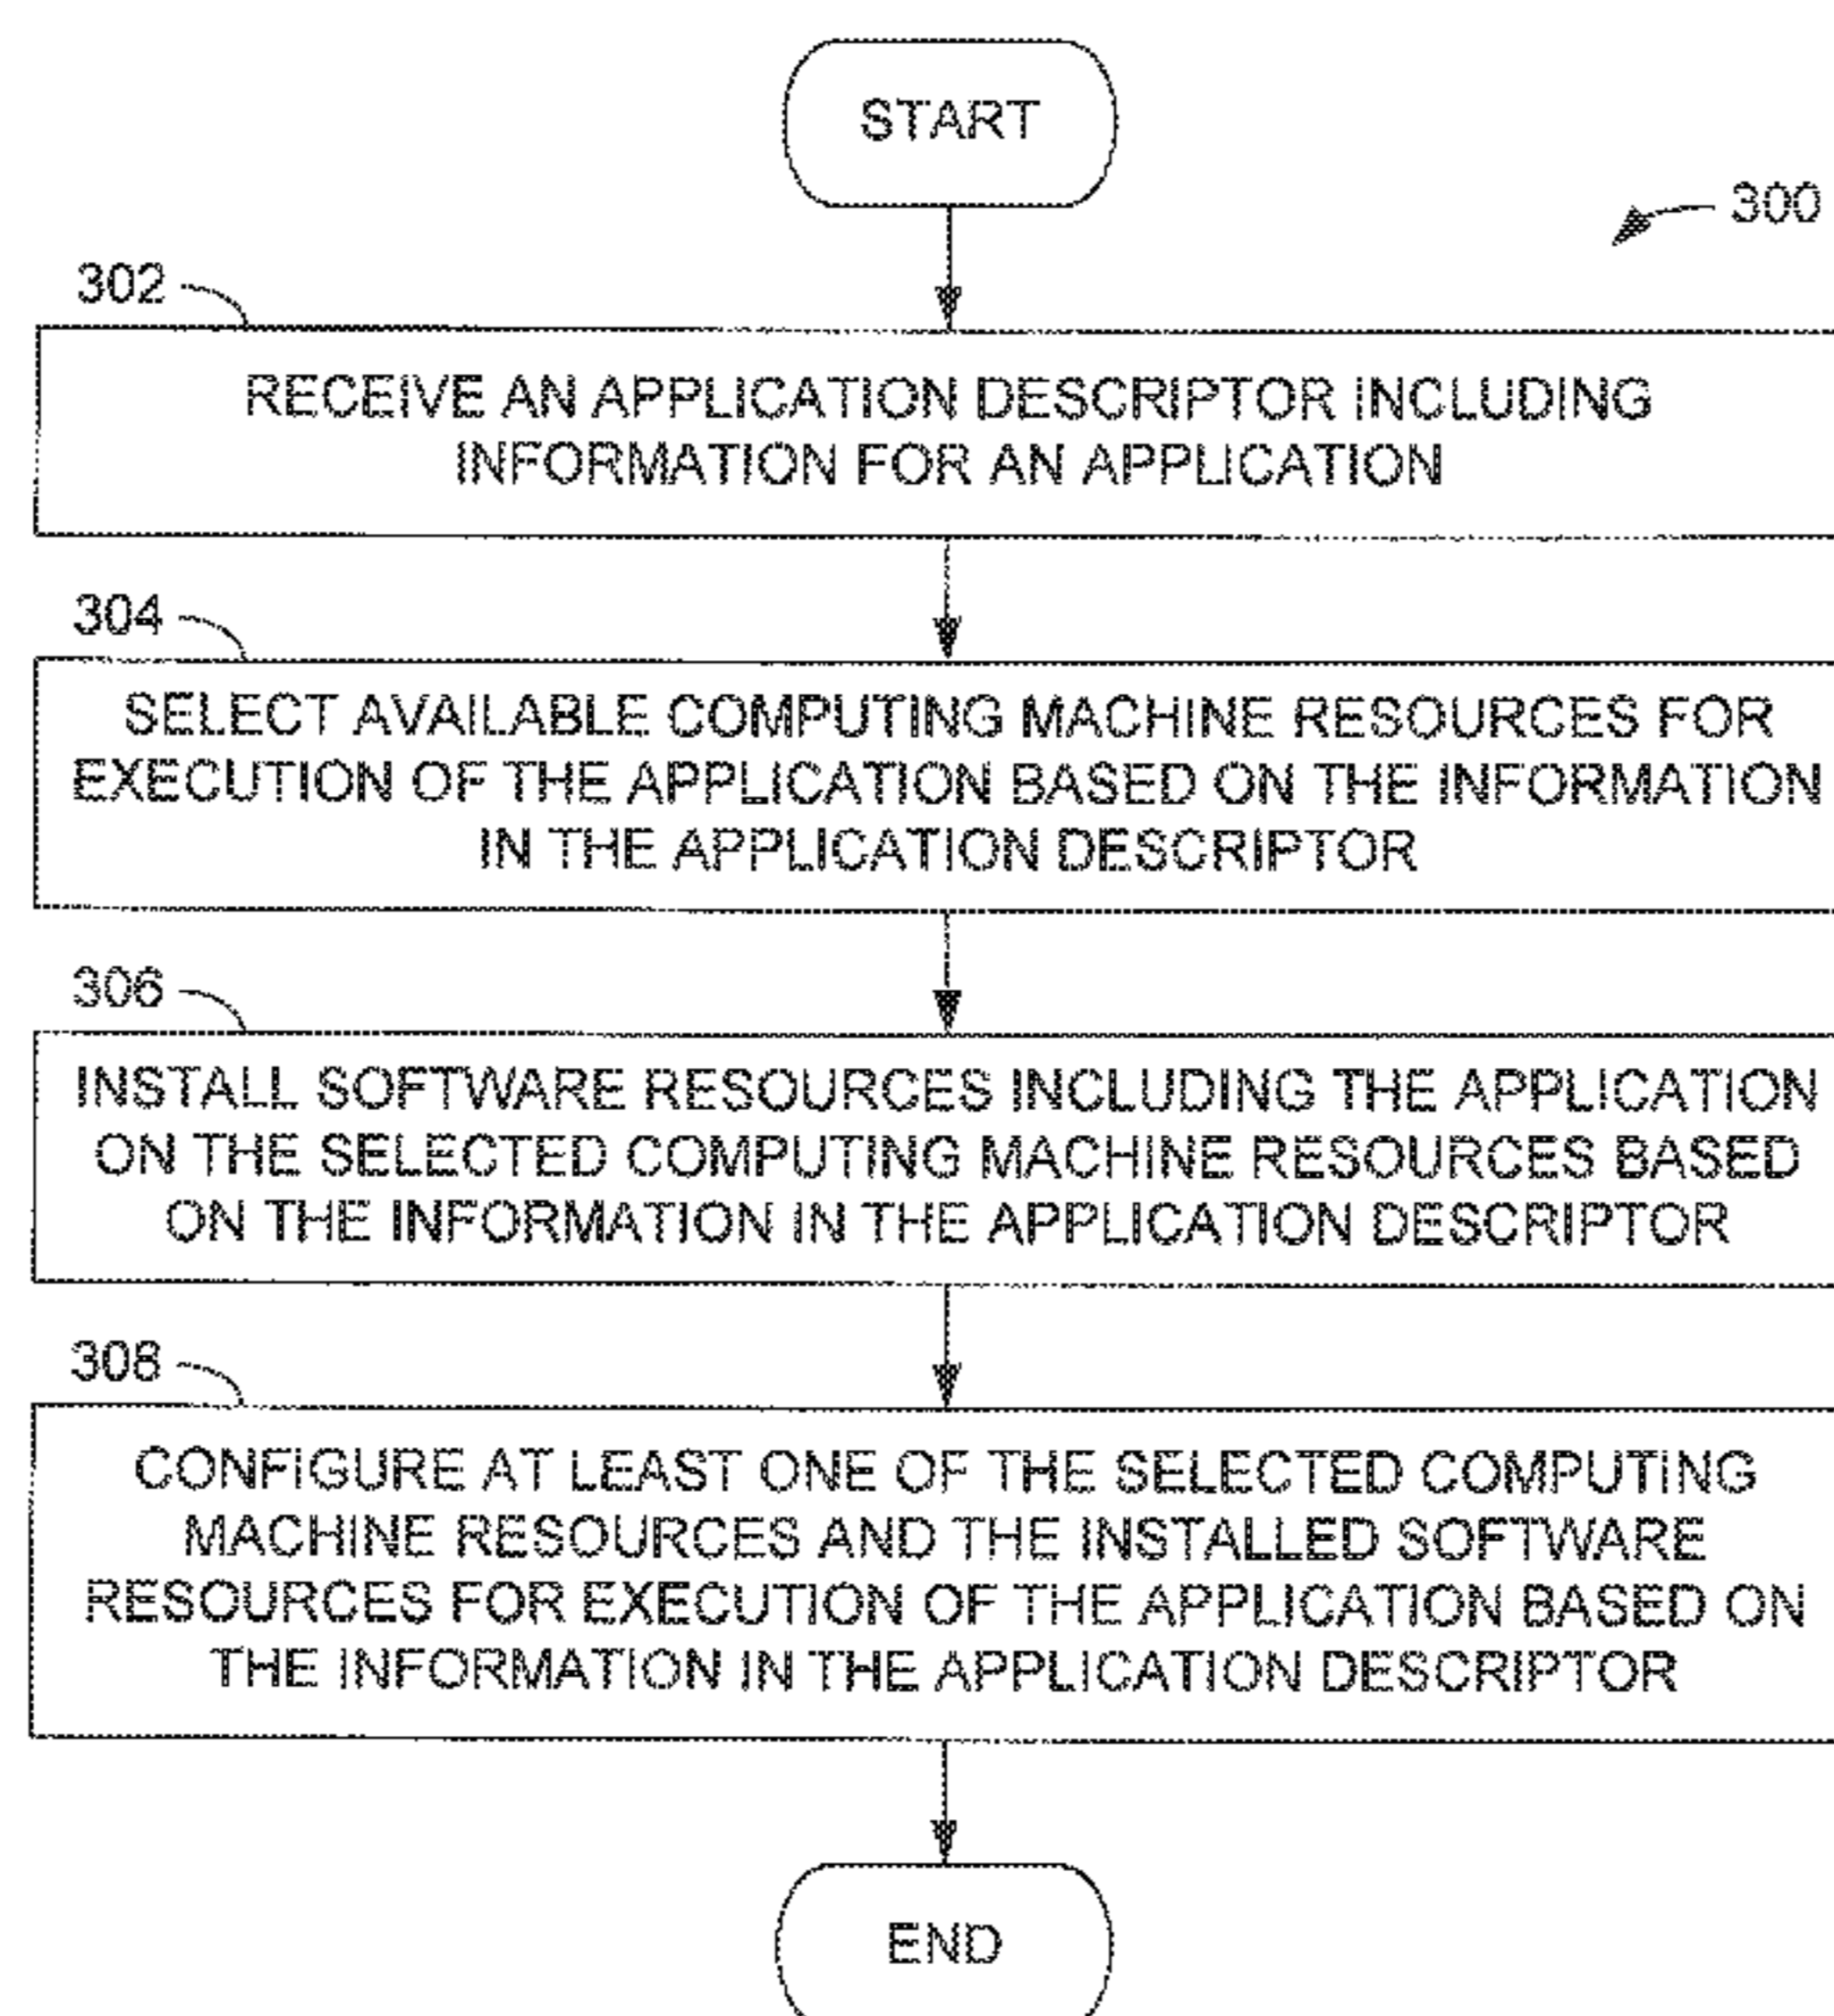 START
300
302
RECEIVE AN APPLICATION DESCRIPTOR INCLUDING
INFORMATION FOR AN APPLICATION
304
SELECT AVAILABLE COMPUTING MACHINE RESOURCES FOR
EXECUTION OF THE APPLICATION BASED ON THE INFORMATION
IN THE APPLICATION DESCRIPTOR
306
INSTALL SOFTWARE RESOURCES INCLUDING THE APPLICATION
ON THE SELECTED COMPUTING MACHINE RESOURCES BASED
ON THE INFORMATION IN THE APPLICATION DESCRIPTOR
308
CONFIGURE AT LEAST ONE OF THE SELECTED COMPUTING
MACHINE RESOURCES AND THE INSTALLED SOFTWARE
RESOURCES FOR EXECUTION OF THE APPLICATION BASED ON
THE INFORMATION IN THE APPLICATION DESCRIPTOR
END